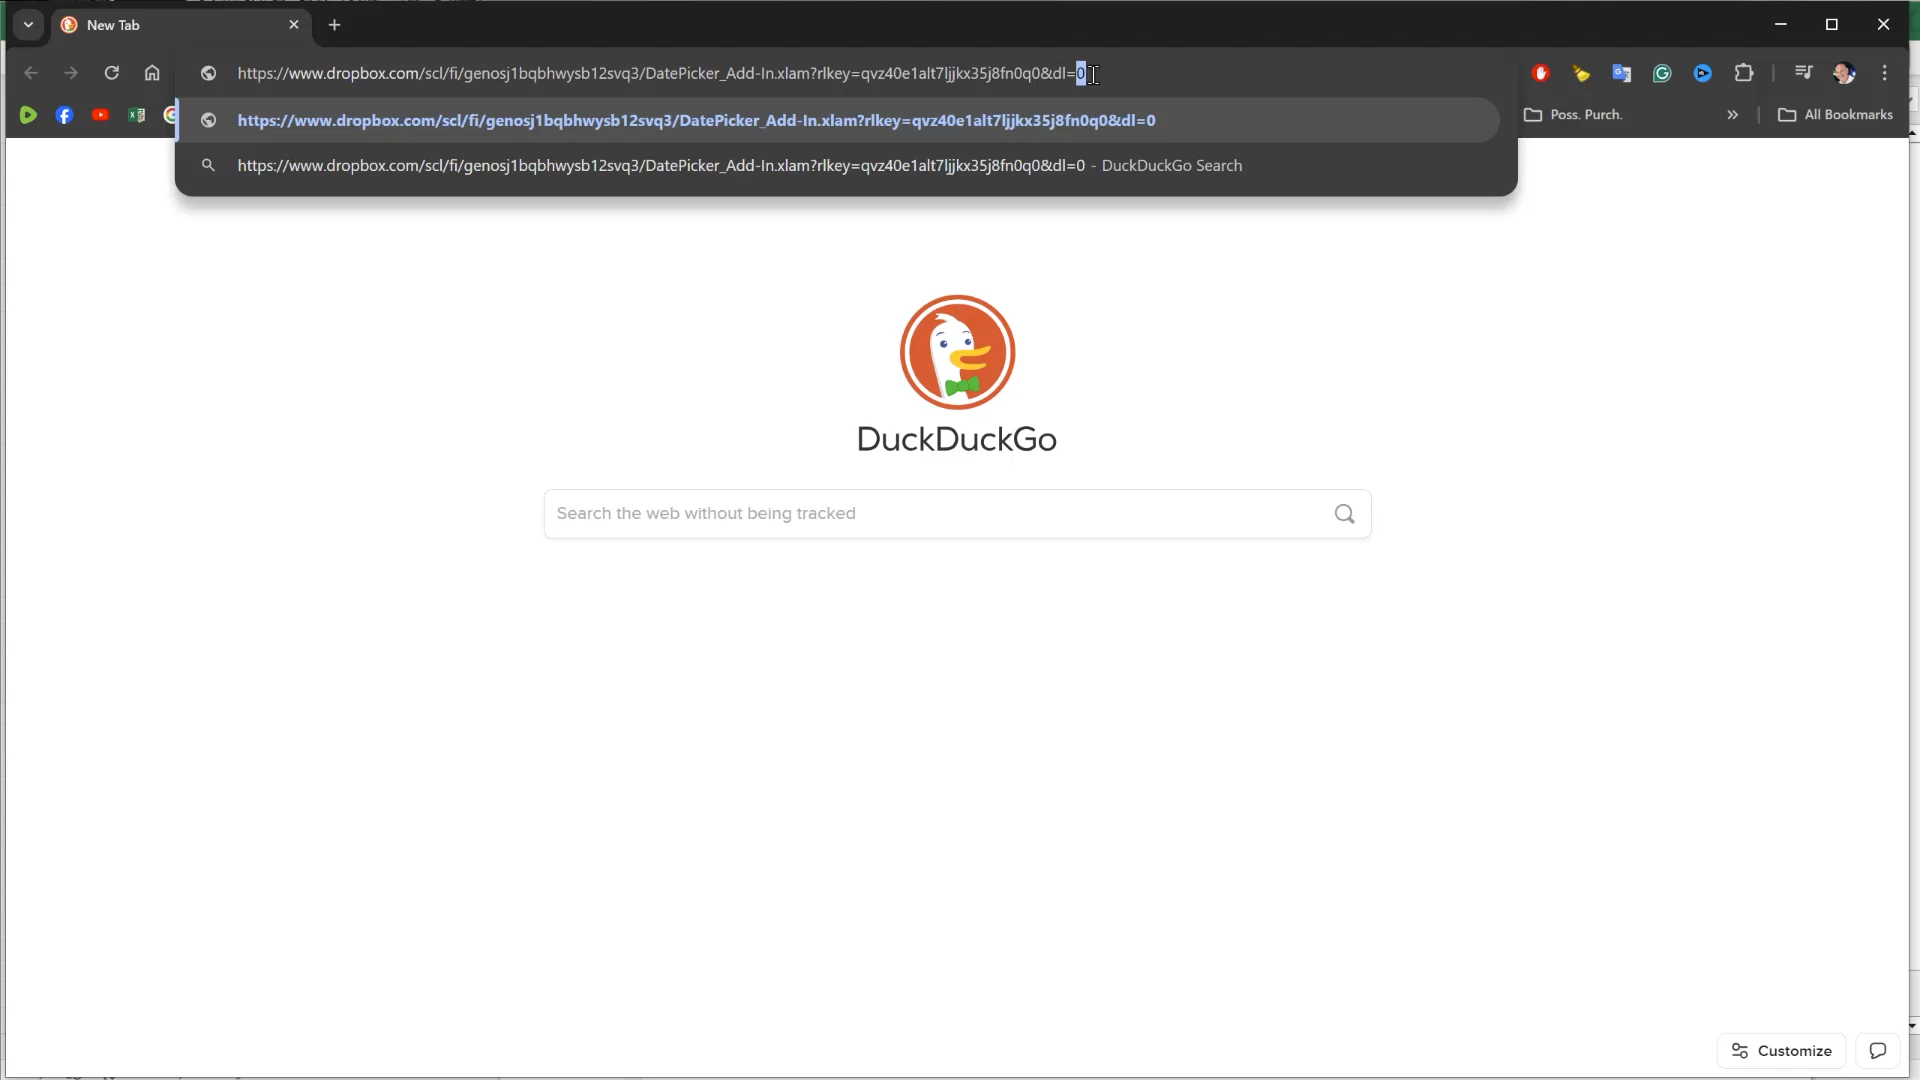 New Tab
https://www.dropbox.com/scl/fi/genosj1bqbhwysb12svq3/DatePicker_Add-In.xlam?rlkey=qvz40e1alt7ljjkx35j8fn0q0&dl=0
https://www.dropbox.com/scl/fi/genosj1bqbhwysb12svq3/DatePicker_Add-In.xlam?rlkey=qvz40e1alt7ljjkx35j8fn0q0&dl=0
Poss. Purch.
All Bookmarks
https://www.dropbox.com/scl/fi/genosj1bqbhwysb12svq3/DatePicker_Add-In.xlam?rlkey=qvz40e1alt7ljjkx35j8fn0q0&dl=0 - DuckDuckGo Search
DuckDuckGo
Search the web without being tracked
Customize